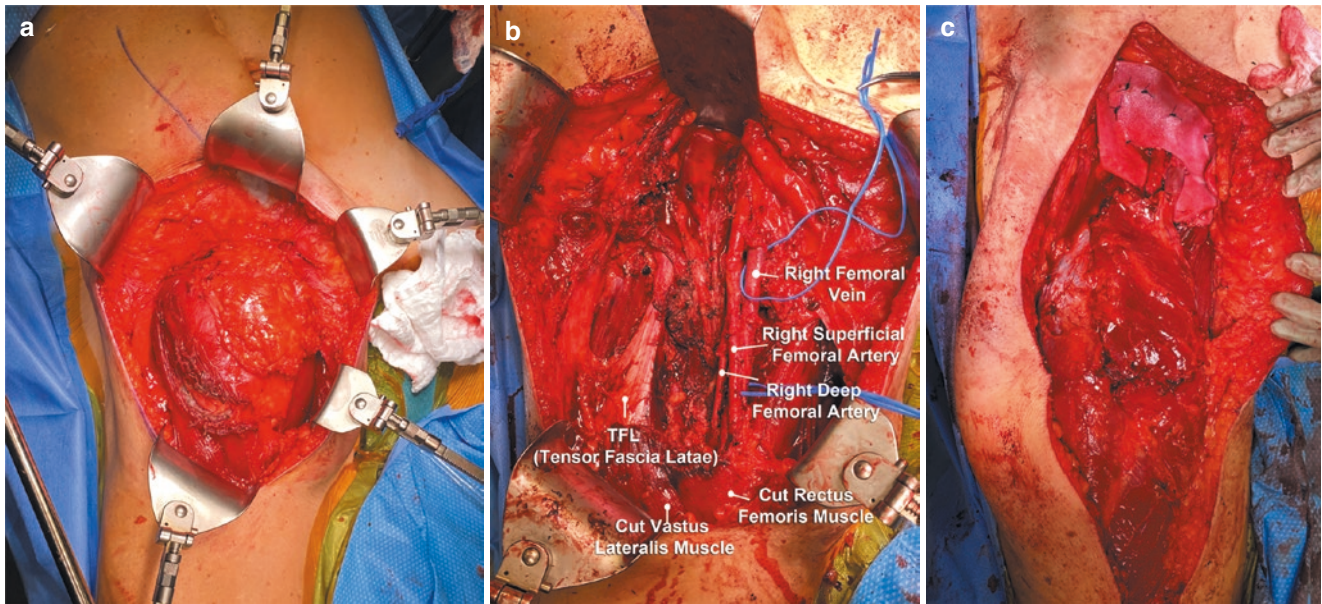 a
b
c
Right Femoral
Vein
Right Superficial
Femoral Artery
Right Deep
Femoral Artery
TFL
(Tensor Fascia Latae)
Cut Rectus
Femoris Muscle
Cut Vastus
Lateralis Muscle